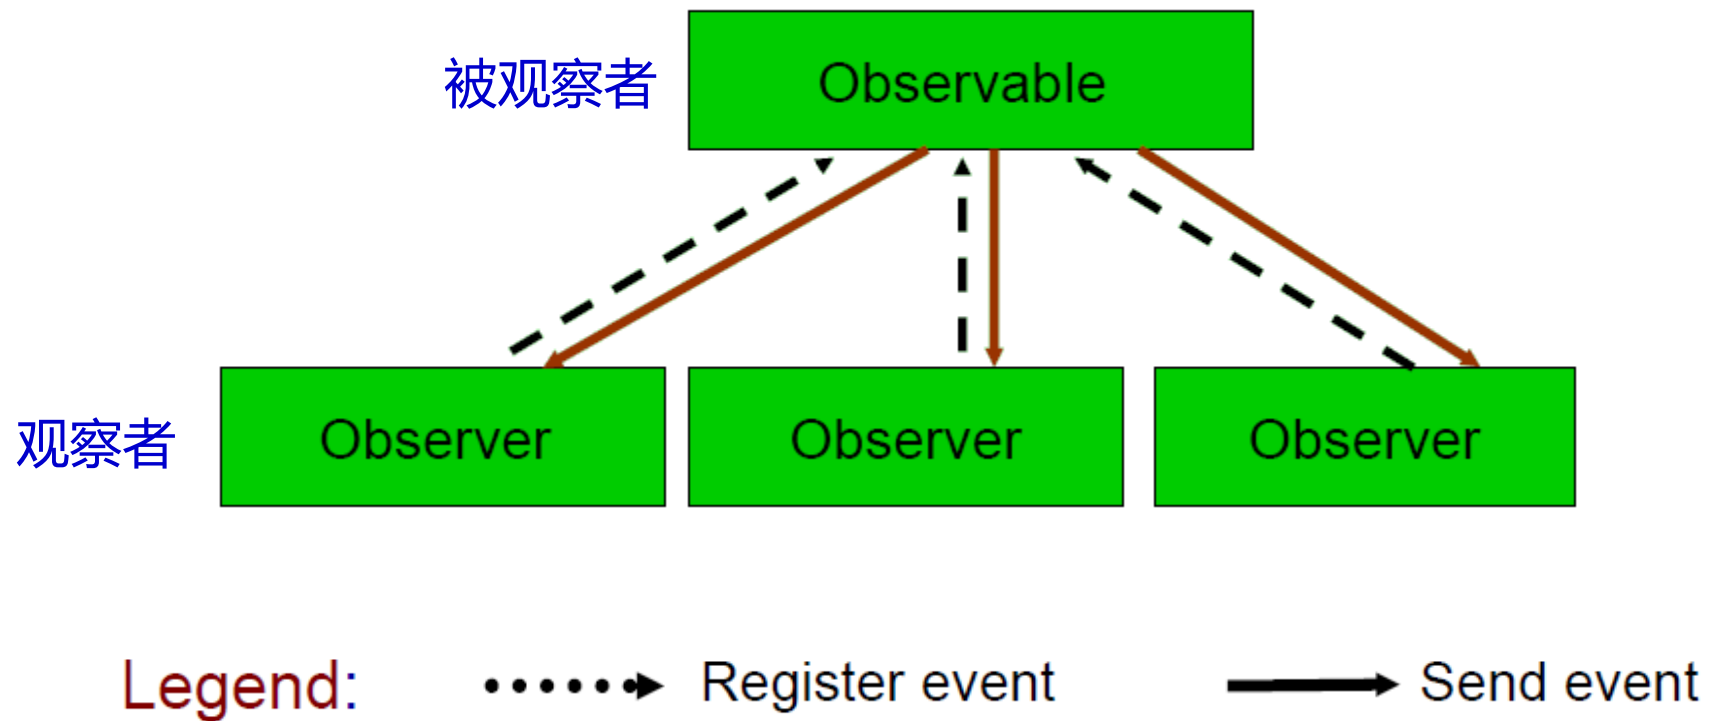 被观察者
Observable
观察者
Observer
Observer
Observer
Legend:
Register event
Send event